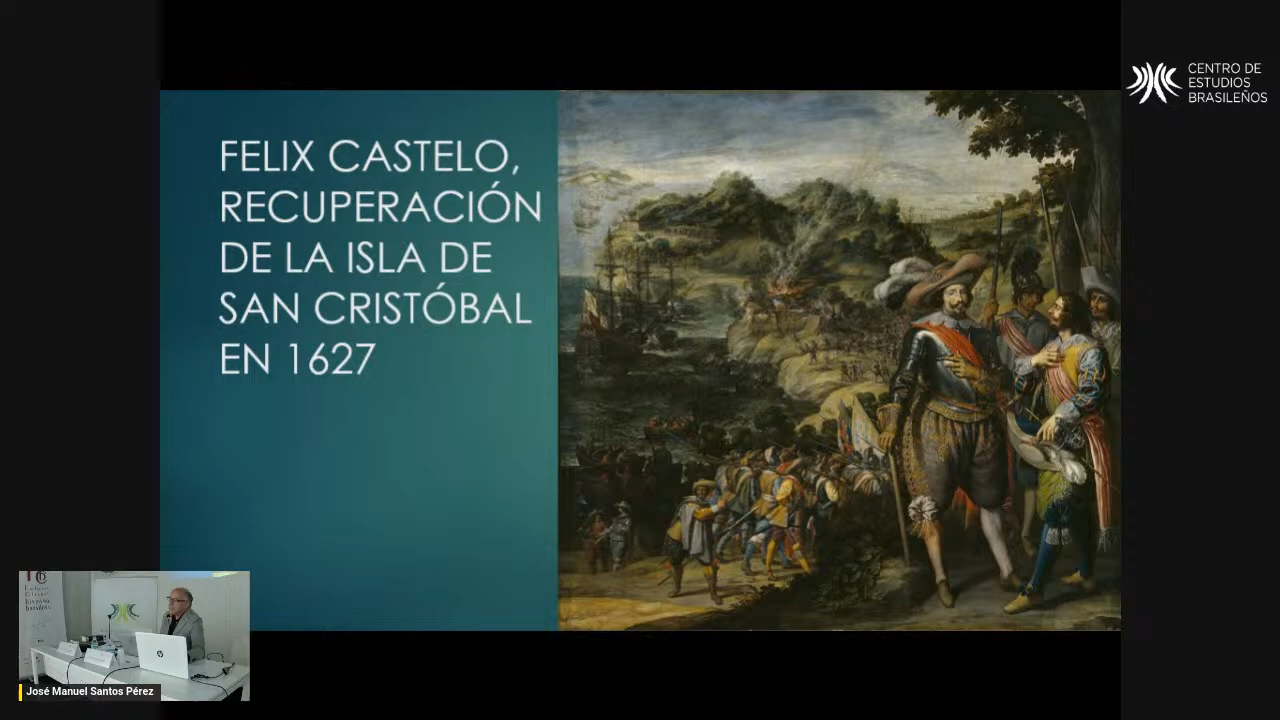 FELIX CASTELO,
RECUPERACIÓN
DE LA ISLA DE
SAN CRISTÓBAL
EN 1627
CENTRO DE
ESTUDIOS
BRASILEÑOS
José Manuel Santos Pérez